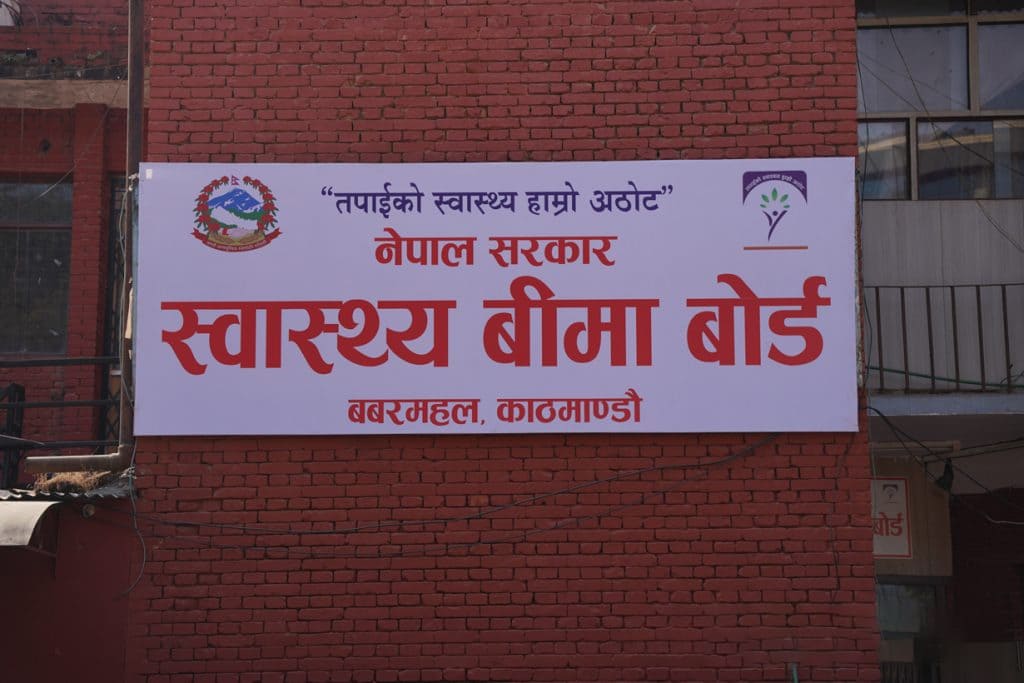 “तपाईको स्वास्थ्य हाम्रो अठोट”
नेपाल सरकार
स्वास्थ्य बीमा बोर्ड
बबरमहल, काठमाण्डौ
बोर्ड